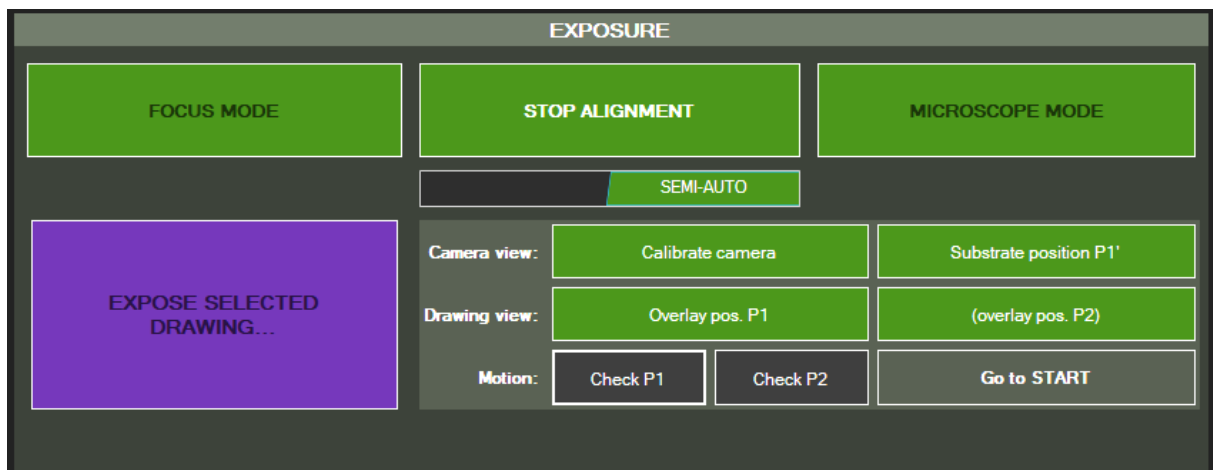 EXPOSURE
FOCUS MODE
STOP ALIGNMENT
MICROSCOPE MODE
SEMI-AUTO
EXPOSE SELECTED
DRAWING...
Camera view:
Calibrate camera
Substrate position P1'
Drawing view:
Overlay pos. P1
(overlay pos. P2)
Motion:
Check P1
Check P2
Go to START